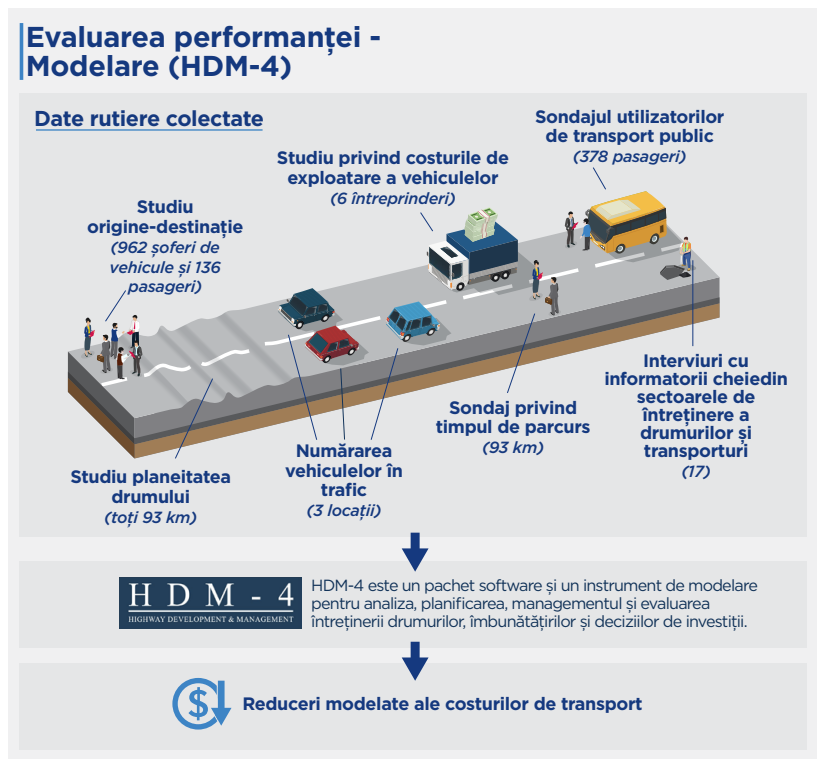 Evaluarea performanței -
Modelare (HDM-4)
Date rutiere colectate
Sondajul utilizatorilor
de transport public
(378 pasageri)
Studiu privind costurile de
exploatare a vehiculelor
(6 întreprinderi)
Studiu
origine-destinație
(962 șoferi de
vehicule și 136
pasageri)
Interviuri cu
informatorii cheiedin
sectoarele de
întreținere a
drumurilor și
transporturi
(17)
Sondaj privind
timpul de parcurs
(93 km)
Numărarea
vehiculelor în
trafic
(3 locații)
Studiu planeitatea
drumului
(toți 93 km)
HDM-4
HIGHWAY DEVELOPMENT & MANAGEMENT
HDM-4 este un pachet software și un instrument de modelare
pentru analiza, planificarea, managementul și evaluarea
întreținerii drumurilor, îmbunătățirilor și deciziilor de investiții.
$
Reduceri modelate ale costurilor de transport